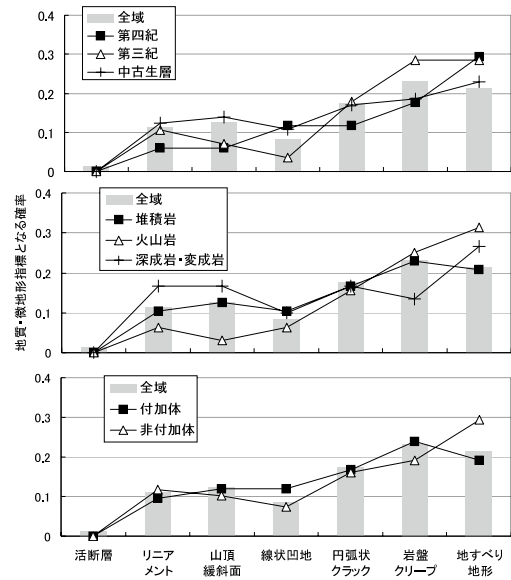 地質・微地形指標となる確率
0.4
0.3
0.2
0.1
0
全域
第四紀
第三紀
中古生層
0.4
0.3
0.2
0.1
0
全域
堆積岩
火山岩
深成岩・変成岩
0.4
0.3
0.2
0.1
0
全域
付加体
非付加体
活断層
リニア
メント
山頂
緩斜面
線状凹地
円弧状
クラック
岩盤
クリープ
地すべり
地形